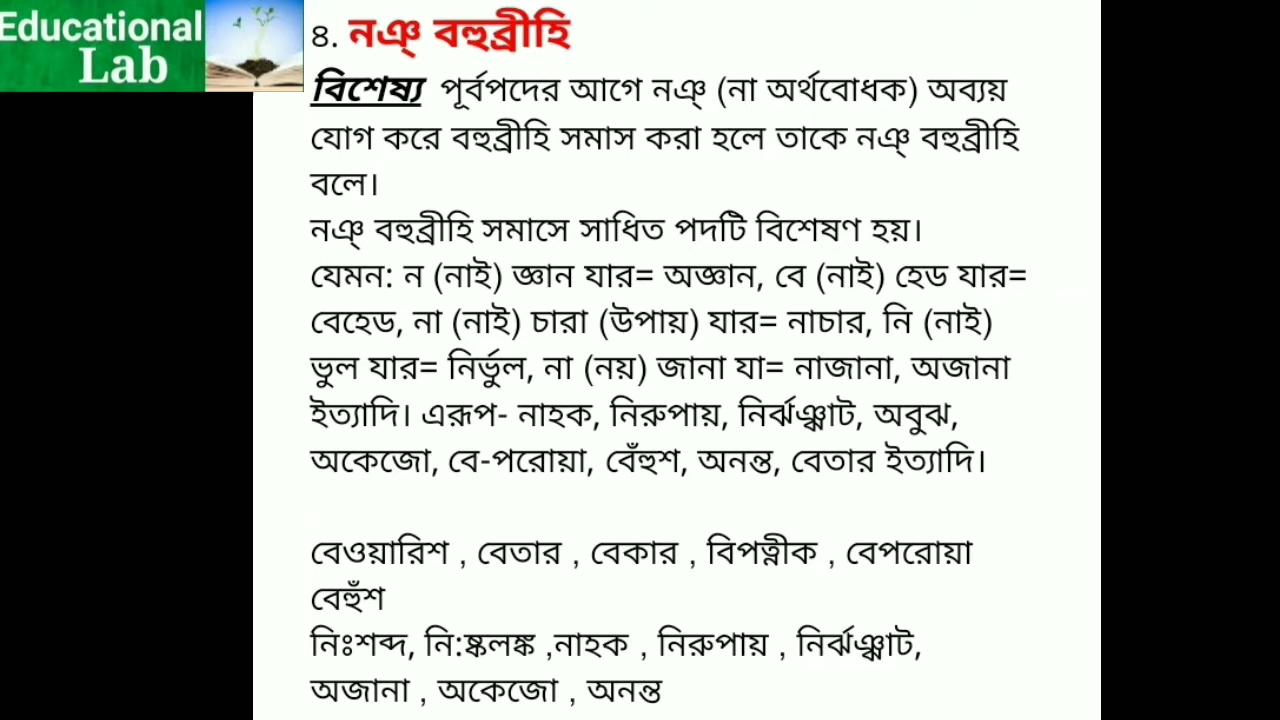 Educational
Lab
৪. নঞ্ বহুব্রীহি
বিশেষ্য পূর্বপদের আগে নঞ্ (না অর্থবোধক) অব্যয়
যোগ করে বহুব্রীহি সমাস করা হলে তাকে নঞ্ বহুব্রীহি
বলে।
নঞ্ বহুব্রীহি সমাসে সাধিত পদটি বিশেষণ হয়।
যেমন: ন (নাই) জ্ঞান যার= অজ্ঞান, বে (নাই) হেড যার=
বেহেড, না (নাই) চারা (উপায়) যার= নাচার, নি (নাই)
ভুল যার= নির্ভুল, না (নয়) জানা যা= নাজানা, অজানা
ইত্যাদি। এরূপ- নাহক, নিরুপায়, নির্ঝঞ্ঝাট, অবুঝ,
অকেজো, বে-পরোয়া, বেঁহুশ, অনন্ত, বেতার ইত্যাদি।
বেওয়ারিশ , বেতার , বেকার , বিপত্নীক , বেপরোয়া
বেহুঁশ
নিঃশব্দ, নি:ষ্কলঙ্ক ,নাহক , নিরুপায় , নির্ঝঞ্ঝাট,
অজানা , অকেজো , অনন্ত